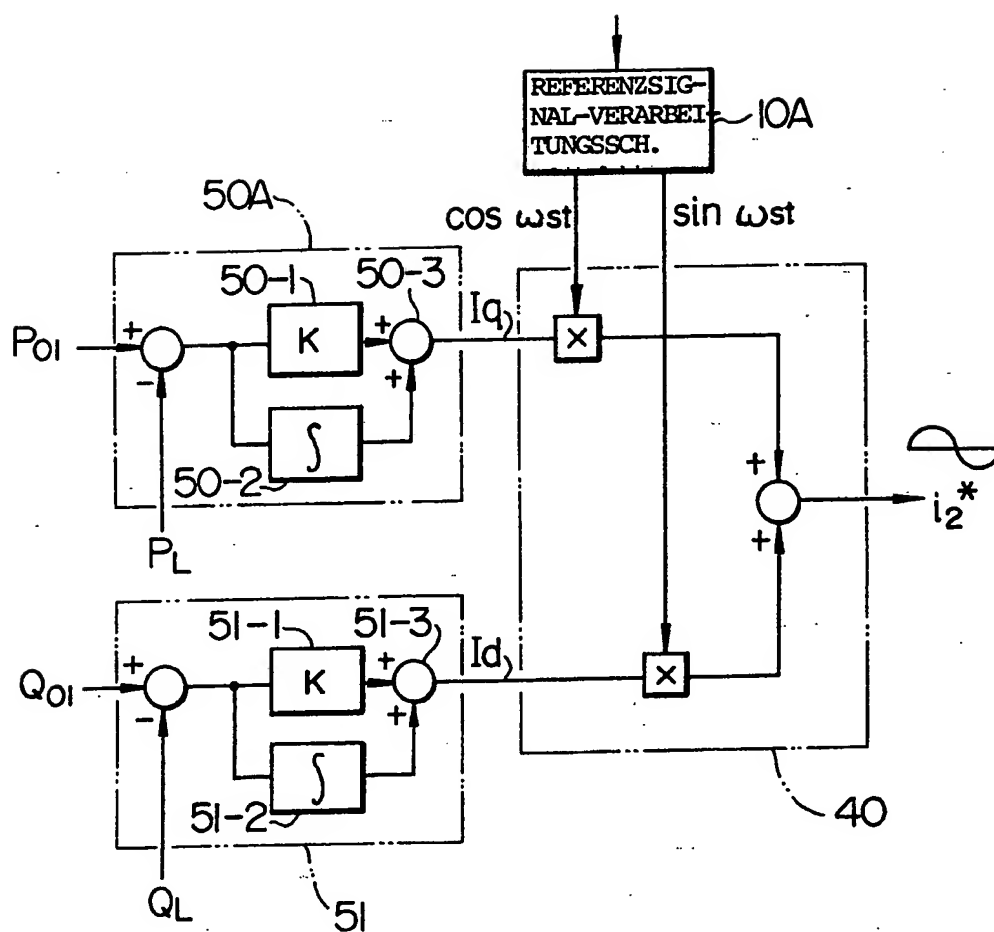 REFERENZSIG-
NAL-VERARBEI
TUNGSSCH.
10A
cos ωst
sin ωst
50A
50-1
50-3
Iq
P01
+
-
K
+
+
×
∫
50-2
PL
+
+
i2*
51-1
51-3
Id
Q01
+
-
K
+
+
×
∫
51-2
40
QL
51